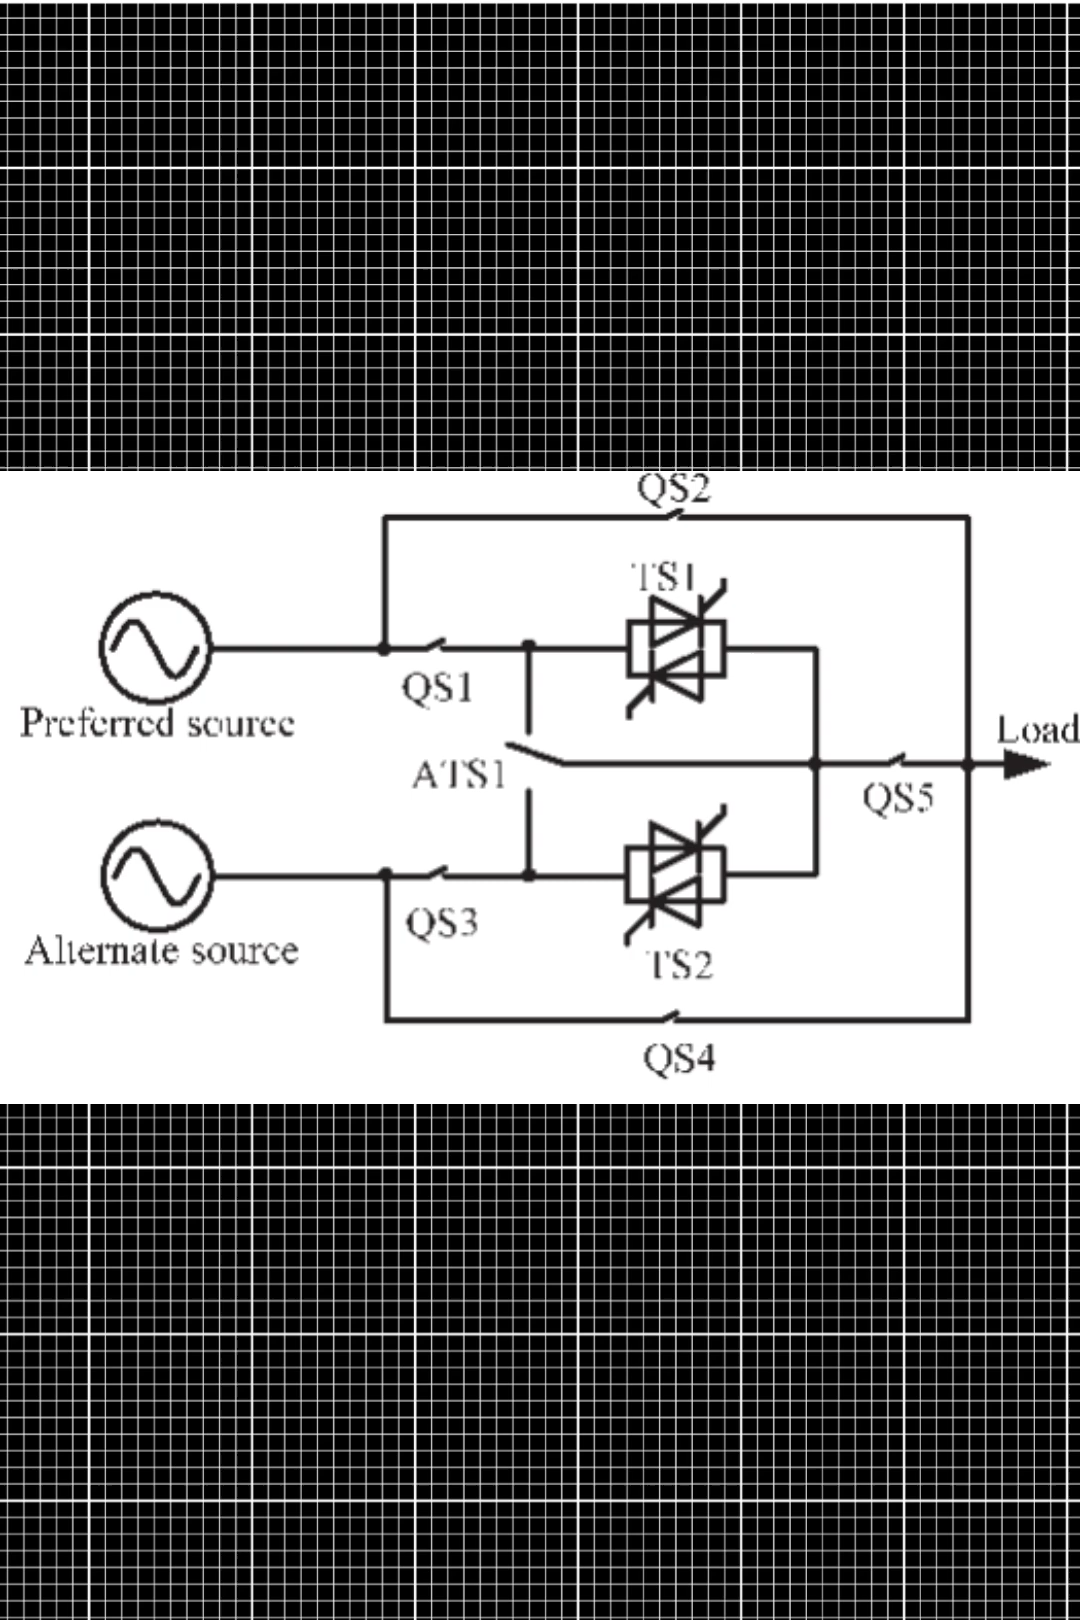 QS2
TS1
QS1
Preferred source
Load
ATS1
QS5
QS3
Alternate source
TS2
QS4